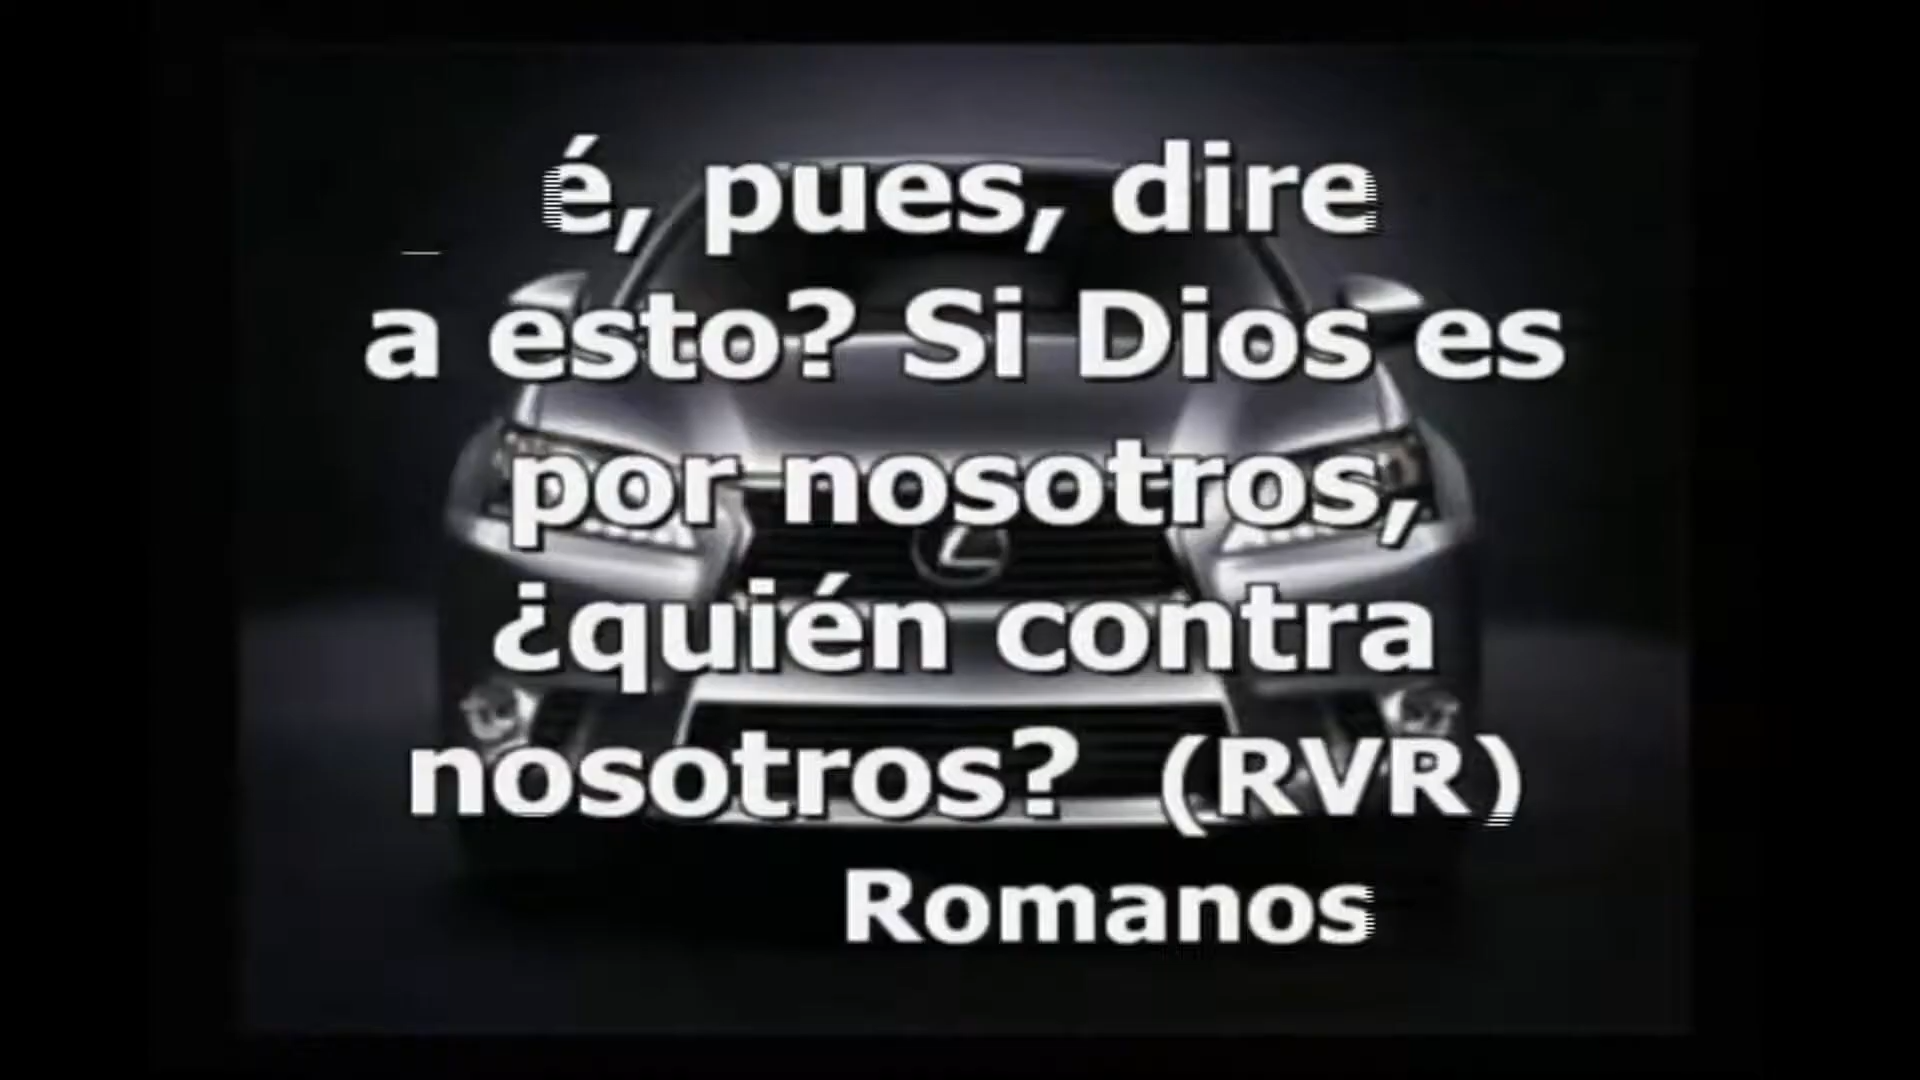 é, pues, dire
a esto? Si Dios es
por nosotros,
¿quién contra
nosotros? (RVR)
Romanos